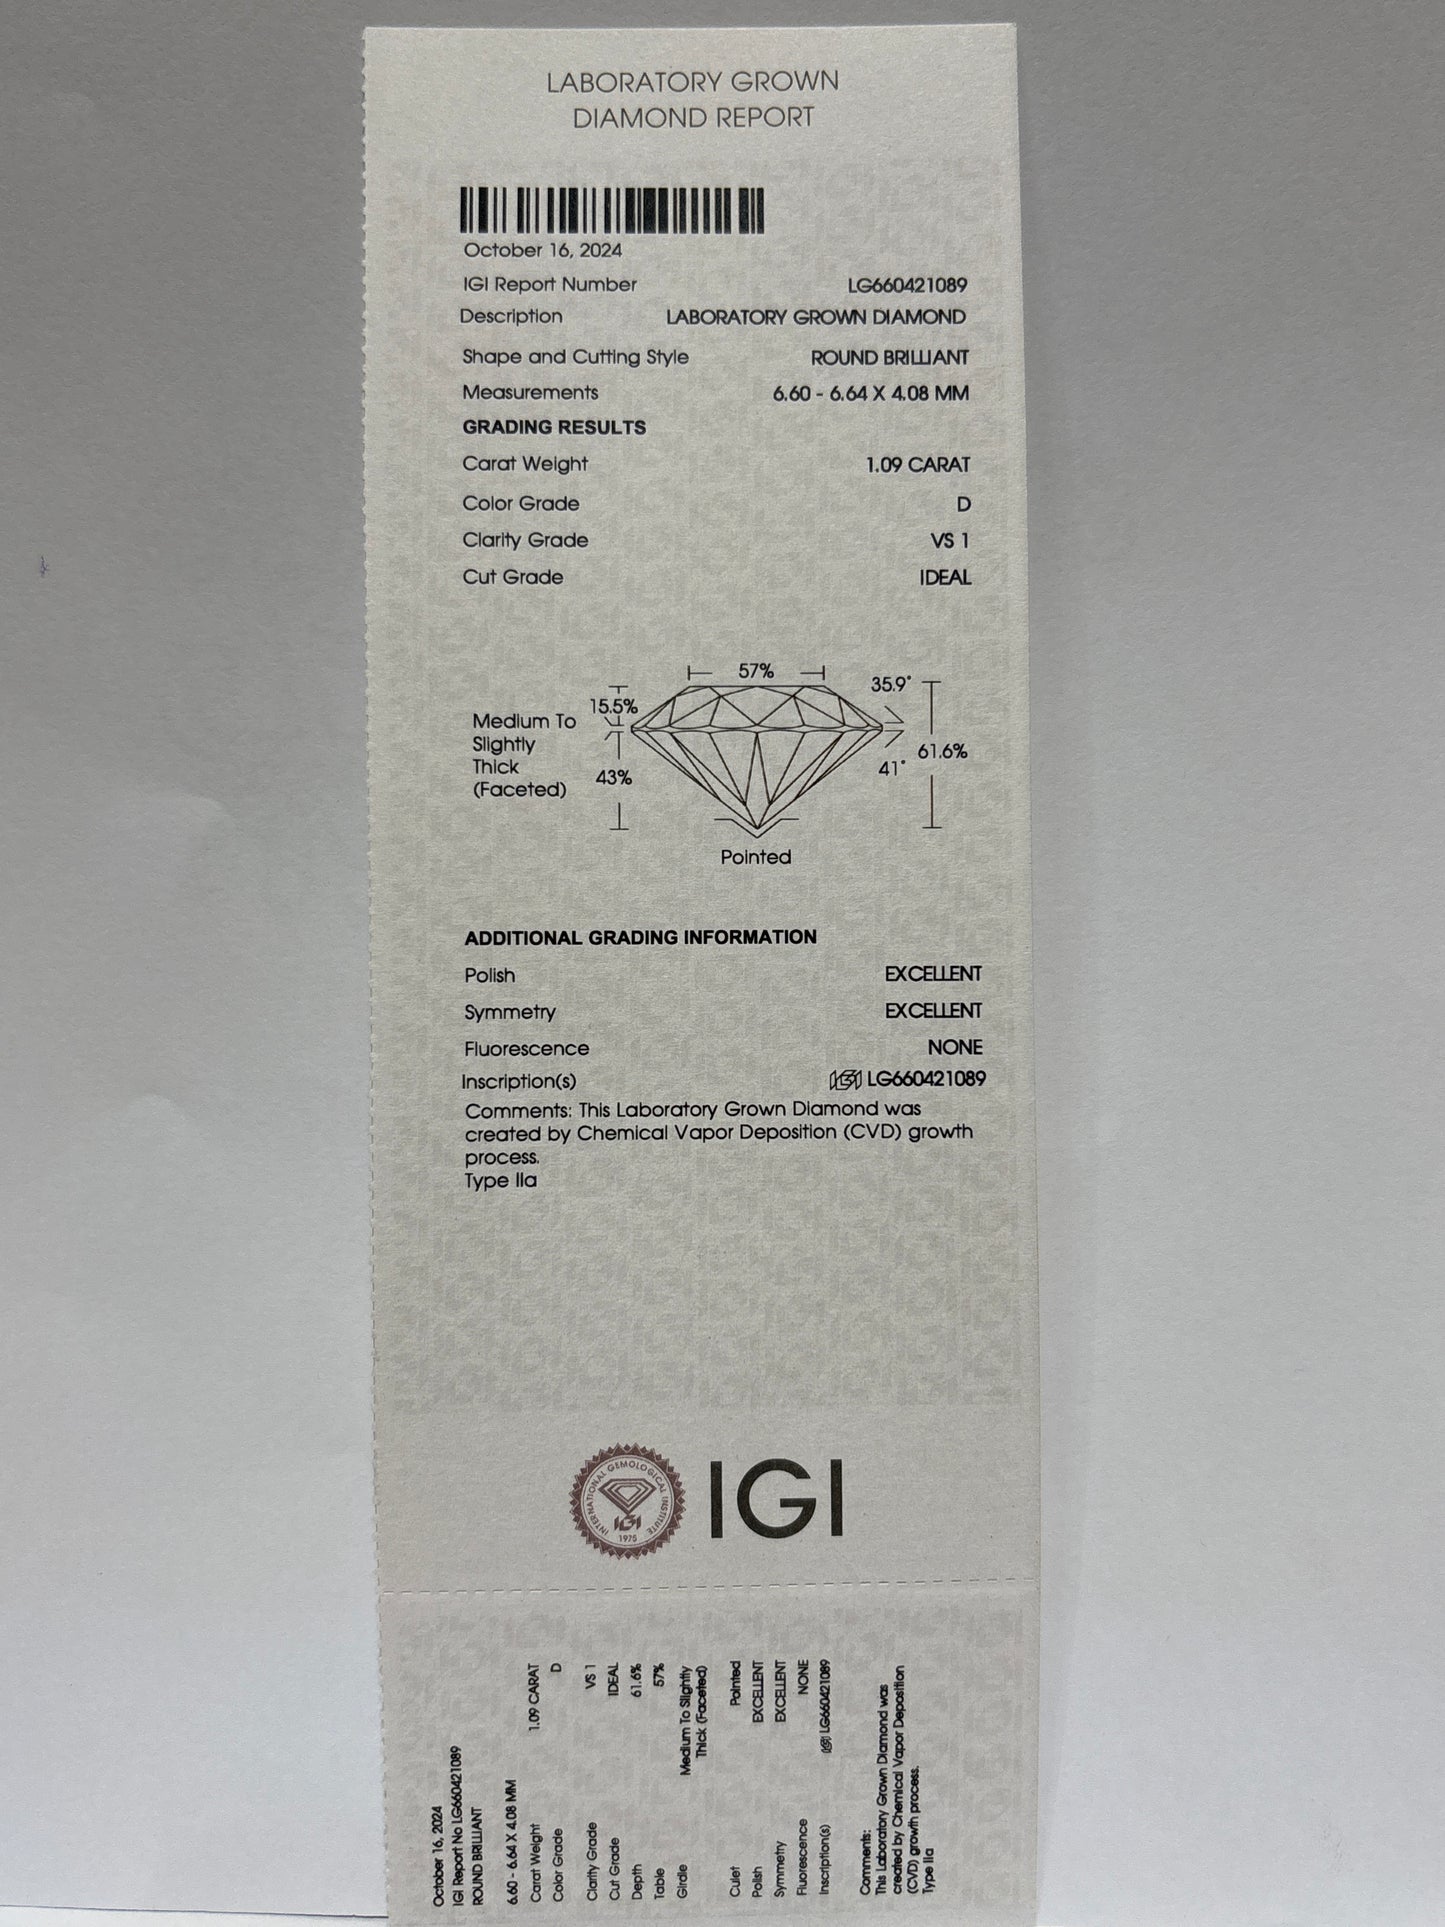 LABORATORY GROWN
DIAMOND REPORT
October 16, 2024
IGI Report Number LG660421089
Description LABORATORY GROWN DIAMOND
Shape and Cutting Style ROUND BRILLIANT
Measurements 6.60 - 6.64 X 4.08 MM
GRADING RESULTS
Carat Weight 1.09 CARAT
Color Grade D
Clarity Grade VS 1
Cut Grade IDEAL
57%
35.9°
15.5%
Medium To
Slightly
Thick
(Faceted)
61.6%
41°
43%
Pointed
ADDITIONAL GRADING INFORMATION
Polish EXCELLENT
Symmetry EXCELLENT
Fluorescence NONE
Inscription(s) IGI LG660421089
Comments: This Laboratory Grown Diamond was
created by Chemical Vapor Deposition (CVD) growth
process.
Type IIa
INTERNATIONAL GEMOLOGICAL INSTITUTE
IGI
1975
IGI
October 16, 2024
IGI Report No LG660421089
ROUND BRILLIANT
6.60 - 6.64 X 4.08 MM
Carat Weight 1.09 CARAT
Color Grade D
Clarity Grade VS 1
Cut Grade IDEAL
Depth 61.6%
Table 57%
Girdle Medium To Slightly
Thick (Faceted)
Culet Pointed
Polish EXCELLENT
Symmetry EXCELLENT
Fluorescence NONE
Inscription(s) IGI LG660421089
Comments:
This Laboratory Grown Diamond was
created by Chemical Vapor Deposition
(CVD) growth process.
Type IIa